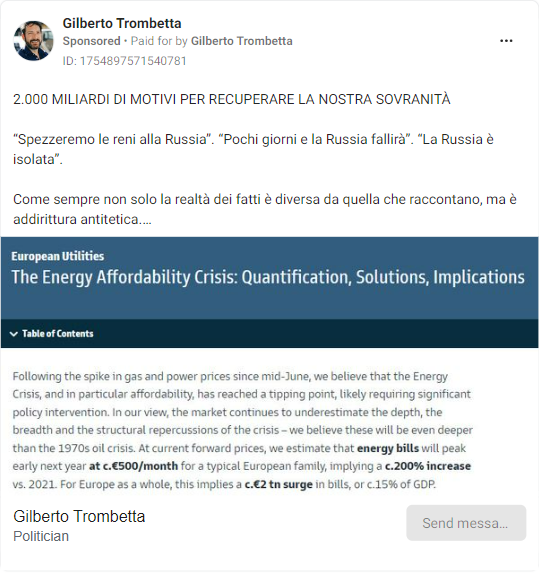 Gilberto Trombetta
Sponsored • Paid for by Gilberto Trombetta
ID: 1754897571540781
2.000 MILIARDI DI MOTIVI PER RECUPERARE LA NOSTRA SOVRANITÀ
“Spezzeremo le reni alla Russia”. “Pochi giorni e la Russia fallirà”. “La Russia è
isolata”.
Come sempre non solo la realtà dei fatti è diversa da quella che raccontano, ma è
addirittura antitetica....
European Utilities
The Energy Affordability Crisis: Quantification, Solutions, Implications
Table of Contents
Following the spike in gas and power prices since mid-June, we believe that the Energy
Crisis, and in particular affordability, has reached a tipping point, likely requiring significant
policy intervention. In our view, the market continues to underestimate the depth, the
breadth and the structural repercussions of the crisis – we believe these will be even deeper
than the 1970s oil crisis. At current forward prices, we estimate that energy bills will peak
early next year at c.€500/month for a typical European family, implying a c.200% increase
vs. 2021. For Europe as a whole, this implies a c.€2 tn surge in bills, or c.15% of GDP.
Gilberto Trombetta
Politician
Send messa...